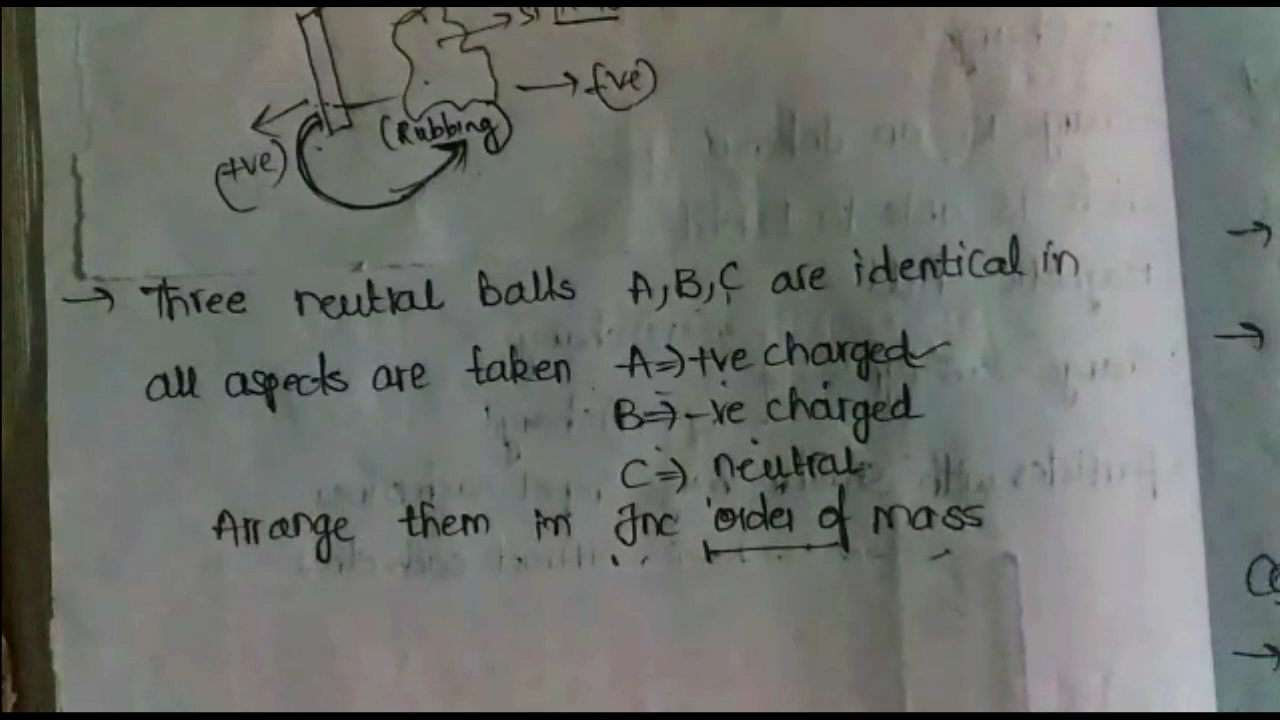 → (-ve)
(Rubbing)
(+ve)
→ Three neutral balls A,B,C are identical in
all aspects are taken A⇒+ve charged
B⇒-ve charged
C⇒ neutral.
Arrange them in Inc order of mass